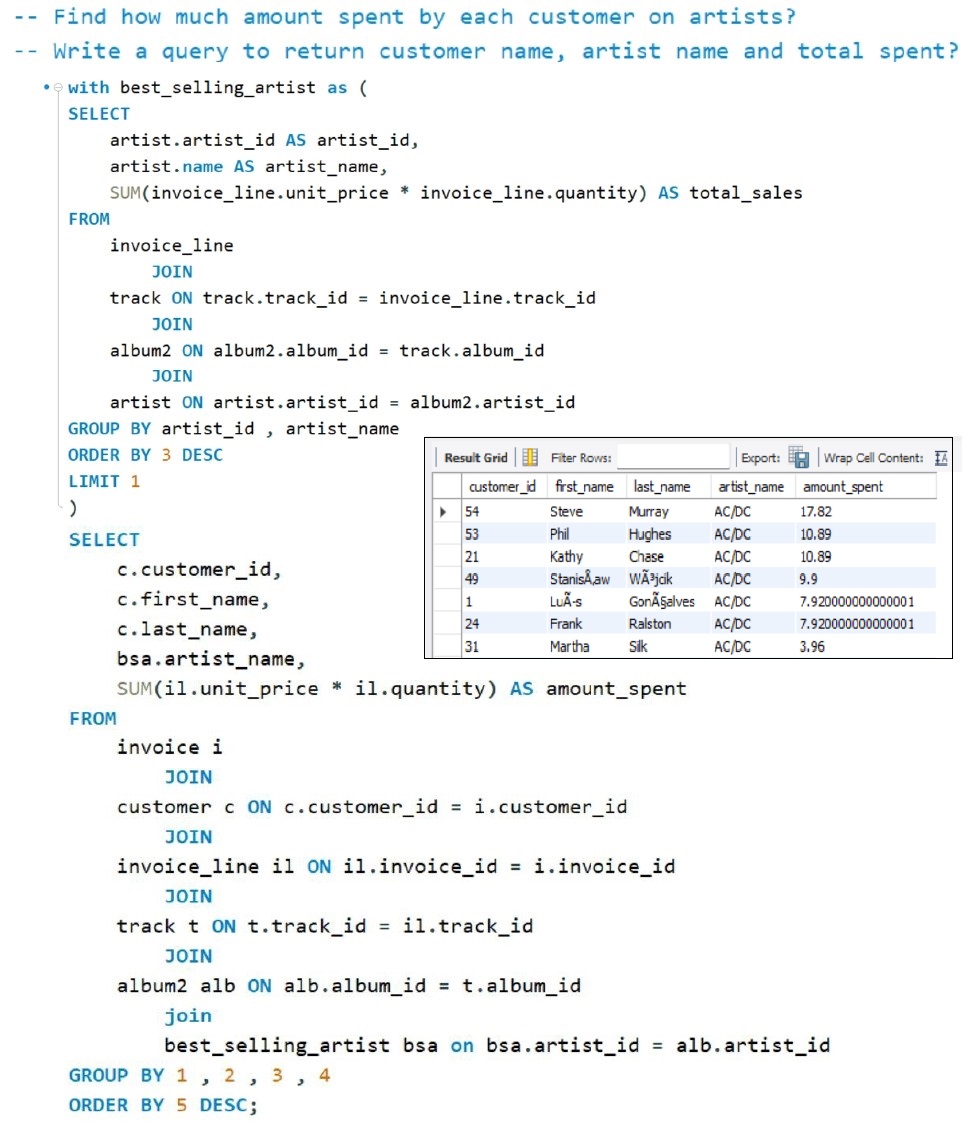 -- Find how much amount spent by each customer on artists?
-- Write a query to return customer name, artist name and total spent?
with best_selling_artist as (
SELECT
artist.artist_id AS artist_id,
artist.name AS artist_name,
SUM(invoice_line.unit_price * invoice_line.quantity) AS total_sales
FROM
invoice_line
JOIN
track ON track.track_id = invoice_line.track_id
JOIN
album2 ON album2.album_id = track.album_id
JOIN
artist ON artist.artist_id = album2.artist_id
GROUP BY artist_id , artist_name
ORDER BY 3 DESC
LIMIT 1
)
SELECT
c.customer_id,
c.first_name,
c.last_name,
bsa.artist_name,
SUM(il.unit_price * il.quantity) AS amount_spent
FROM
invoice i
JOIN
customer c ON c.customer_id = i.customer_id
JOIN
invoice_line il ON il.invoice_id = i.invoice_id
JOIN
track t ON t.track_id = il.track_id
JOIN
album2 alb ON alb.album_id = t.album_id
join
best_selling_artist bsa on bsa.artist_id = alb.artist_id
GROUP BY 1 , 2 , 3 , 4
ORDER BY 5 DESC;
Result Grid Filter Rows: Export: Wrap Cell Content: IA
customer_id first_name last_name artist_name amount_spent
54 Steve Murray AC/DC 17.82
53 Phil Hughes AC/DC 10.89
21 Kathy Chase AC/DC 10.89
49 StanisÅ‚aw WÃ³jcik AC/DC 9.9
1 LuÃ­s GonÃ§alves AC/DC 7.920000000000001
24 Frank Ralston AC/DC 7.920000000000001
31 Martha Silk AC/DC 3.96